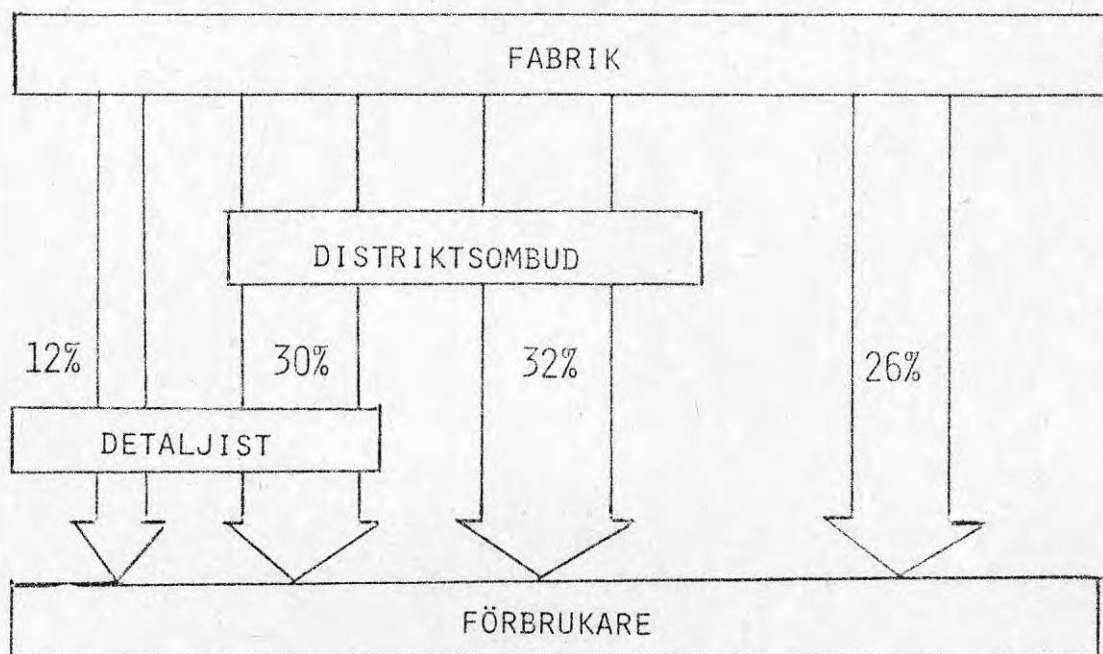 FABRIK
DISTRIKTSOMBUD
12% 30% 32% 26%
DETALJIST
FÖRBRUKARE